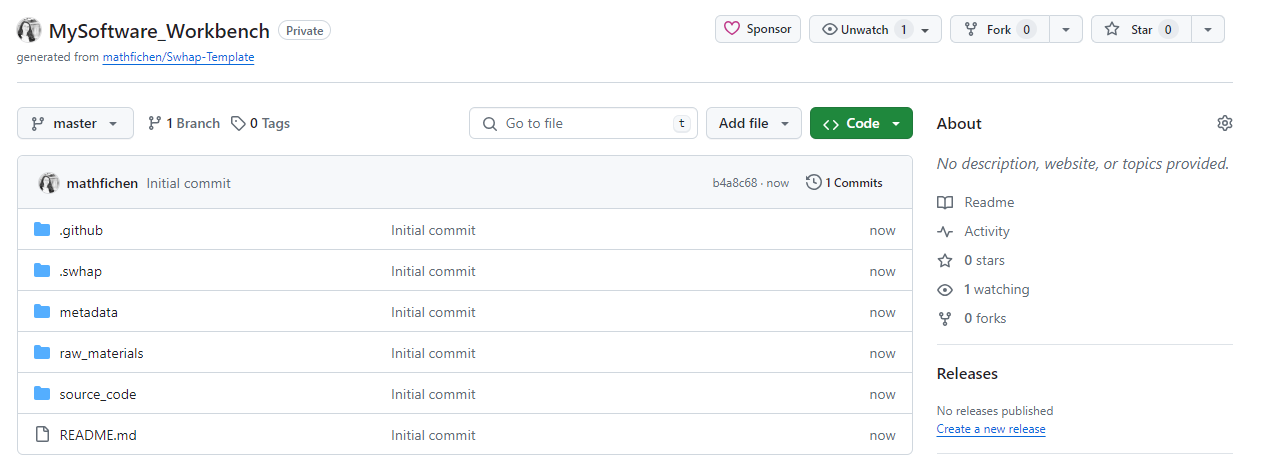 MySoftware_Workbench Private Sponsor Unwatch 1 Fork 0 Star 0
generated from mathfichen/Swhap-Template
master 1 Branch 0 Tags Go to file t Add file Code About
No description, website, or topics provided.
mathfichen Initial commit b4a8c68 · now 1 Commits
Readme
.github Initial commit now
Activity
0 stars
.swhap Initial commit now
1 watching
metadata Initial commit now
0 forks
raw_materials Initial commit now
Releases
source_code Initial commit now
No releases published
Create a new release
README.md Initial commit now